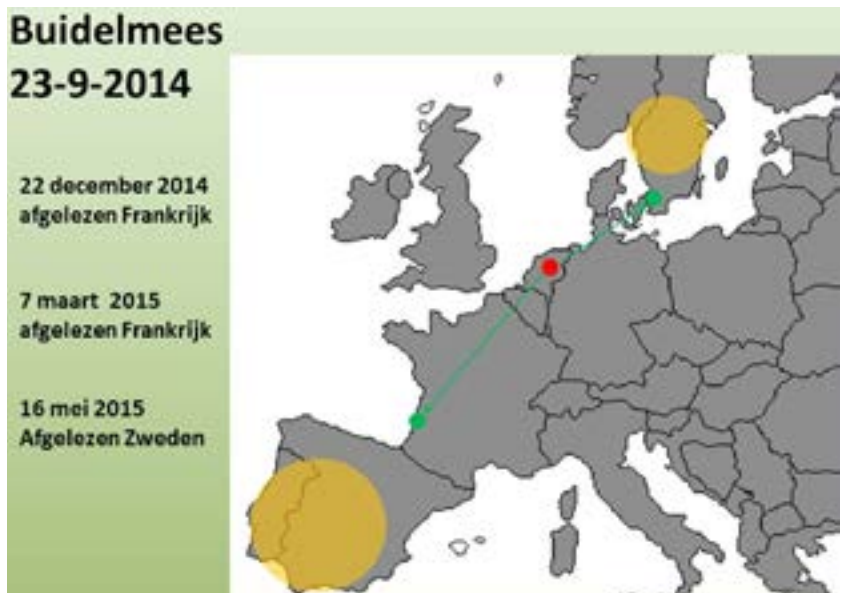 Buidelmees
23-9-2014
22 december 2014
afgelezen Frankrijk
7 maart 2015
afgelezen Frankrijk
16 mei 2015
Afgelezen Zweden